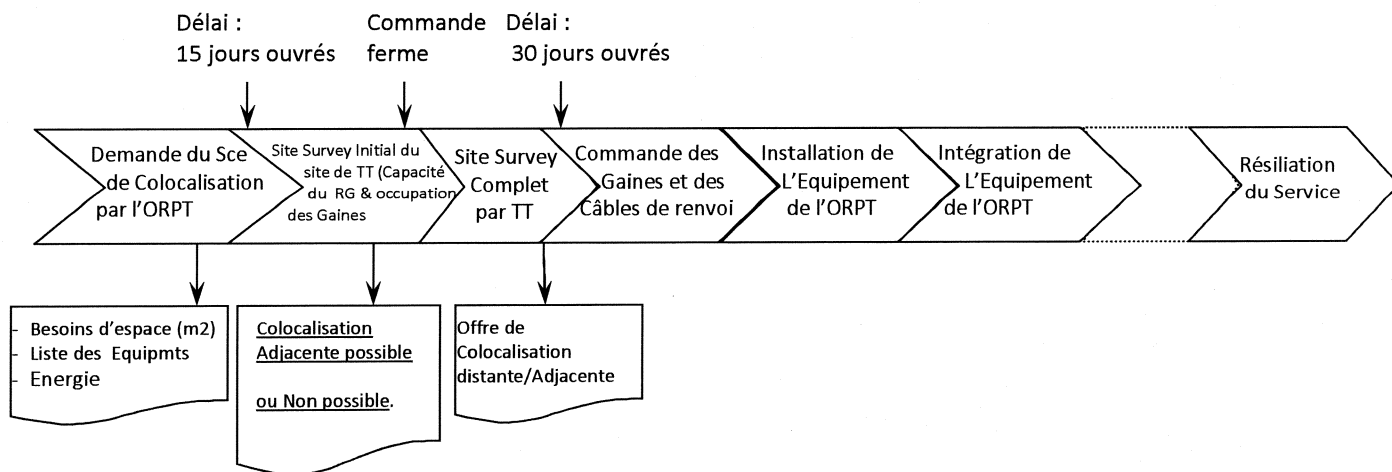 Délai :
15 jours ouvrés
Commande
ferme
Délai :
30 jours ouvrés
Demande du Sce
de Colocalisation
par l'ORPT
Site Survey Initial du
site de TT (Capacité
du RG & occupation
des Gaines
Site Survey
Complet
par TT
Commande des
Gaines et des
Câbles de renvoi
Installation de
L'Equipement
de l'ORPT
Intégration de
L'Equipement
de l'ORPT
Résiliation
du Service
- Besoins d'espace (m2)
- Liste des Equipmts
- Energie
Colocalisation
Adjacente possible
ou Non possible.
Offre de
Colocalisation
distante/Adjacente